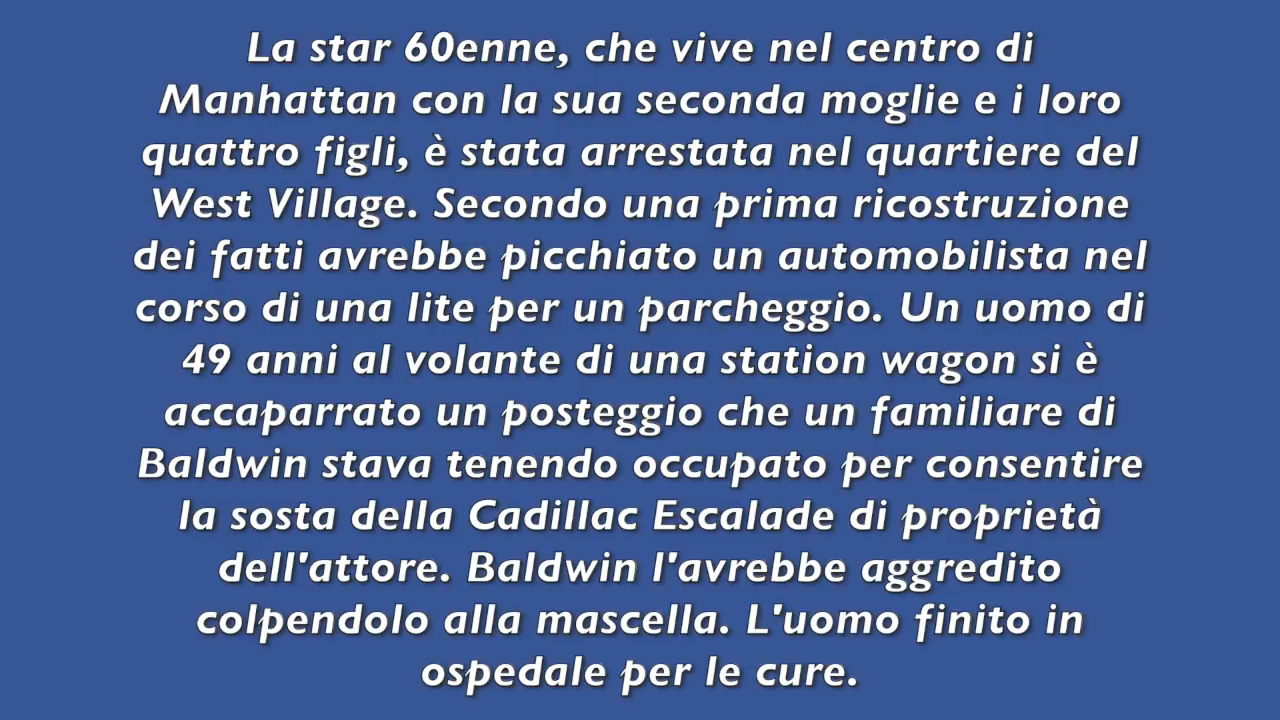 La star 60enne, che vive nel centro di
Manhattan con la sua seconda moglie e i loro
quattro figli, è stata arrestata nel quartiere del
West Village. Secondo una prima ricostruzione
dei fatti avrebbe picchiato un automobilista nel
corso di una lite per un parcheggio. Un uomo di
49 anni al volante di una station wagon si è
accaparrato un posteggio che un familiare di
Baldwin stava tenendo occupato per consentire
la sosta della Cadillac Escalade di proprietà
dell'attore. Baldwin l'avrebbe aggredito
colpendolo alla mascella. L'uomo finito in
ospedale per le cure.